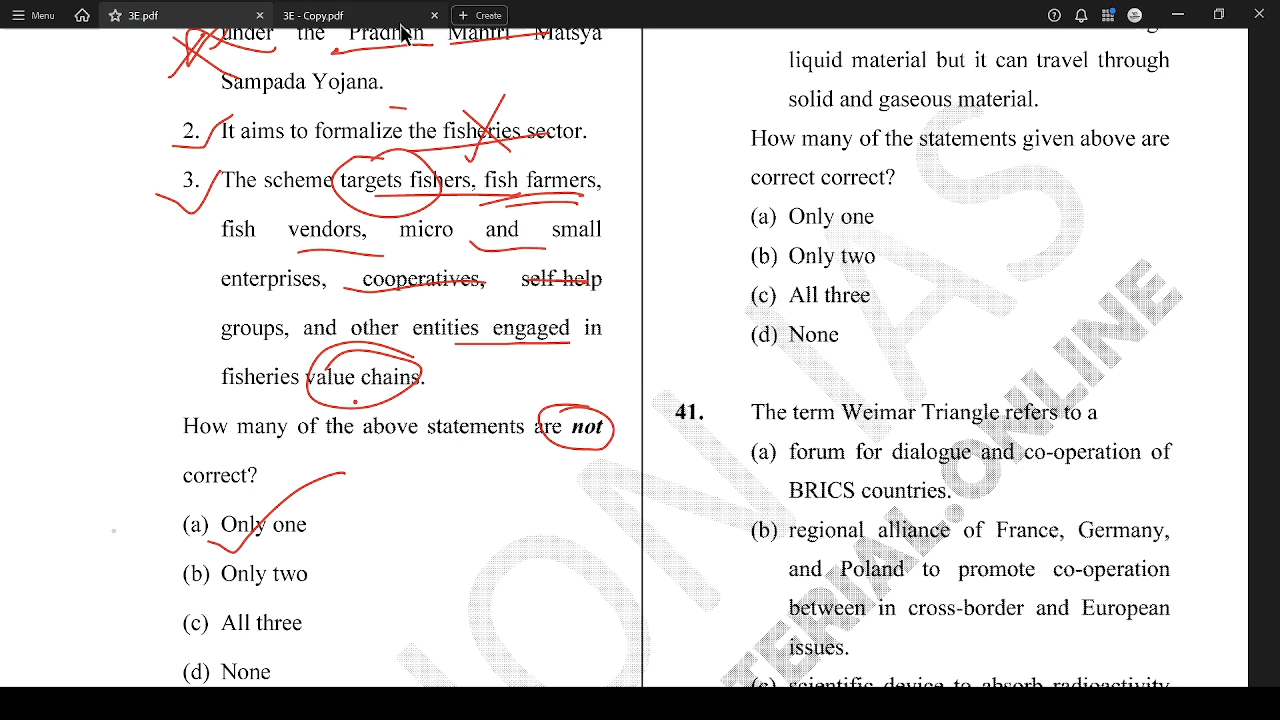 Menu
3E.pdf
3E - Copy.pdf
Create
under the Pradhan Mantri Matsya
Sampada Yojana.
2. It aims to formalize the fisheries sector.
3. The scheme targets fishers, fish farmers,
fish vendors, micro and small
enterprises, cooperatives, self-help
groups, and other entities engaged in
fisheries value chains.
How many of the above statements are not
correct?
(a) Only one
(b) Only two
(c) All three
(d) None
liquid material but it can travel through
solid and gaseous material.
How many of the statements given above are
correct correct?
(a) Only one
(b) Only two
(c) All three
(d) None
41. The term Weimar Triangle refers to a
(a) forum for dialogue and co-operation of
BRICS countries.
(b) regional alliance of France, Germany,
and Poland to promote co-operation
between in cross-border and European
issues.
(c) scientific device to absorb radioactivity